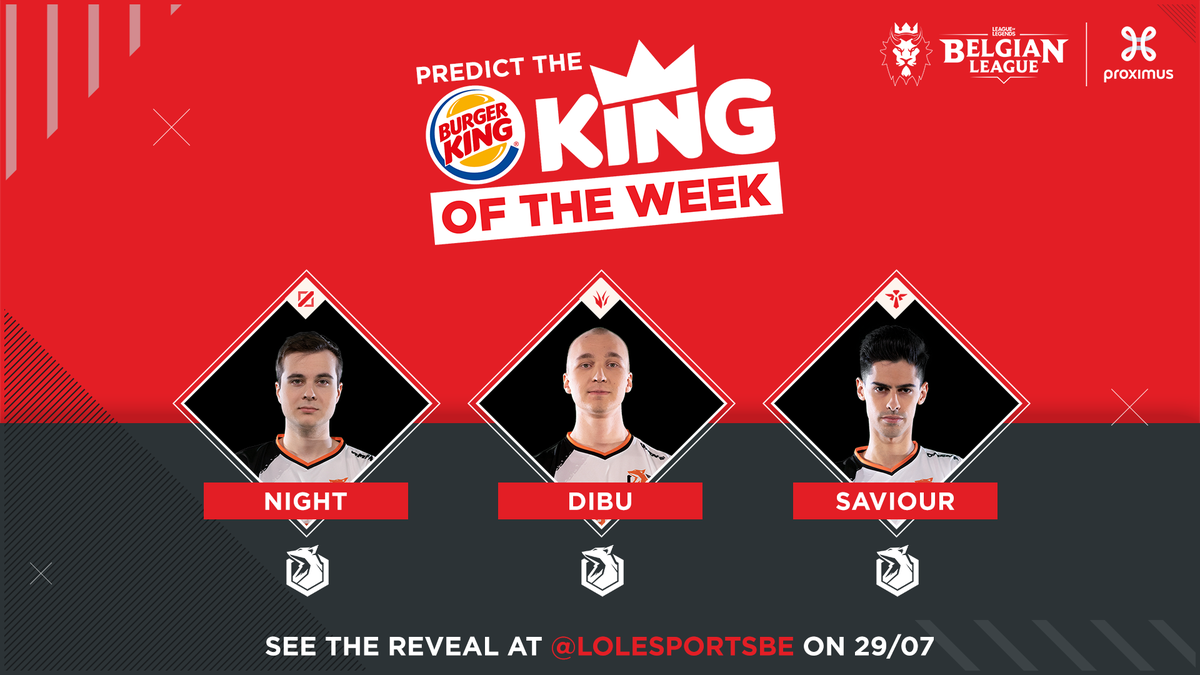 PREDICT THE
BURGER
KING
KING
OF THE WEEK
LEAGUE OF
LEGENDS
BELGIAN
LEAGUE
proximus
NIGHT
DIBU
SAVIOUR
SEE THE REVEAL AT @LOLESPORTSBE ON 29/07